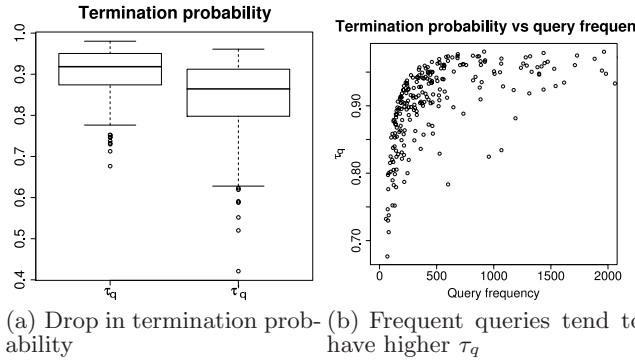 Termination probability
1.0
0.9
0.8
0.7
0.6
0.5
0.4
τq
τ'q
(a) Drop in termination prob-
ability
Termination probability vs query frequen
τq
0.90
0.80
0.70
0
500
1000
1500
2000
Query frequency
(b) Frequent queries tend to
have higher τq